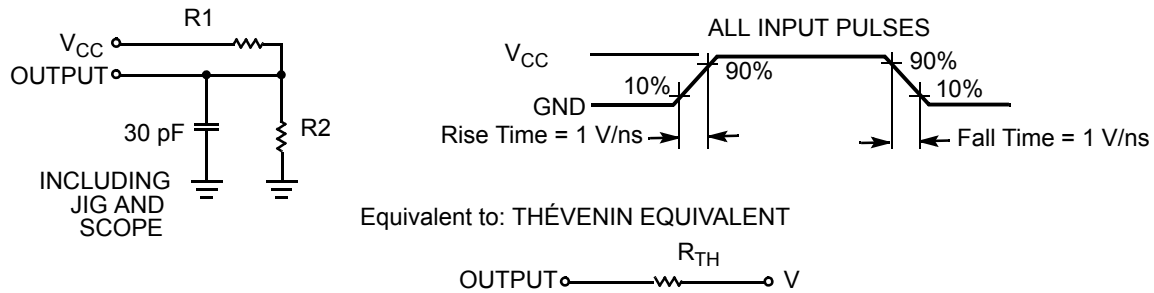 R1
V_CC
OUTPUT
30 pF
R2
INCLUDING
JIG AND
SCOPE
ALL INPUT PULSES
V_CC
GND
10%
90%
90%
10%
Rise Time = 1 V/ns
Fall Time = 1 V/ns
Equivalent to: THÉVENIN EQUIVALENT
OUTPUT
R_TH
V